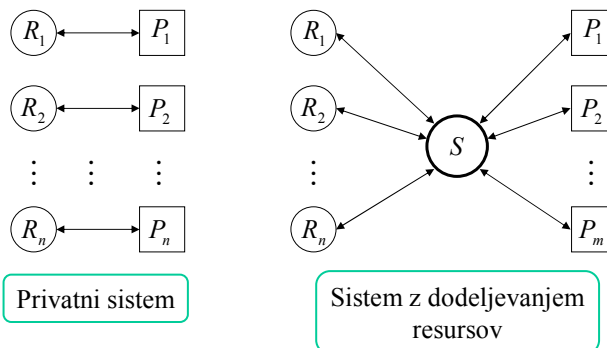 R₁ P₁
R₂ P₂
⋮ ⋮ ⋮
Rₙ Pₙ
Privatni sistem
R₁ P₁
R₂ P₂
S
⋮ ⋮
Rₙ Pₘ
Sistem z dodeljevanjem
resursov